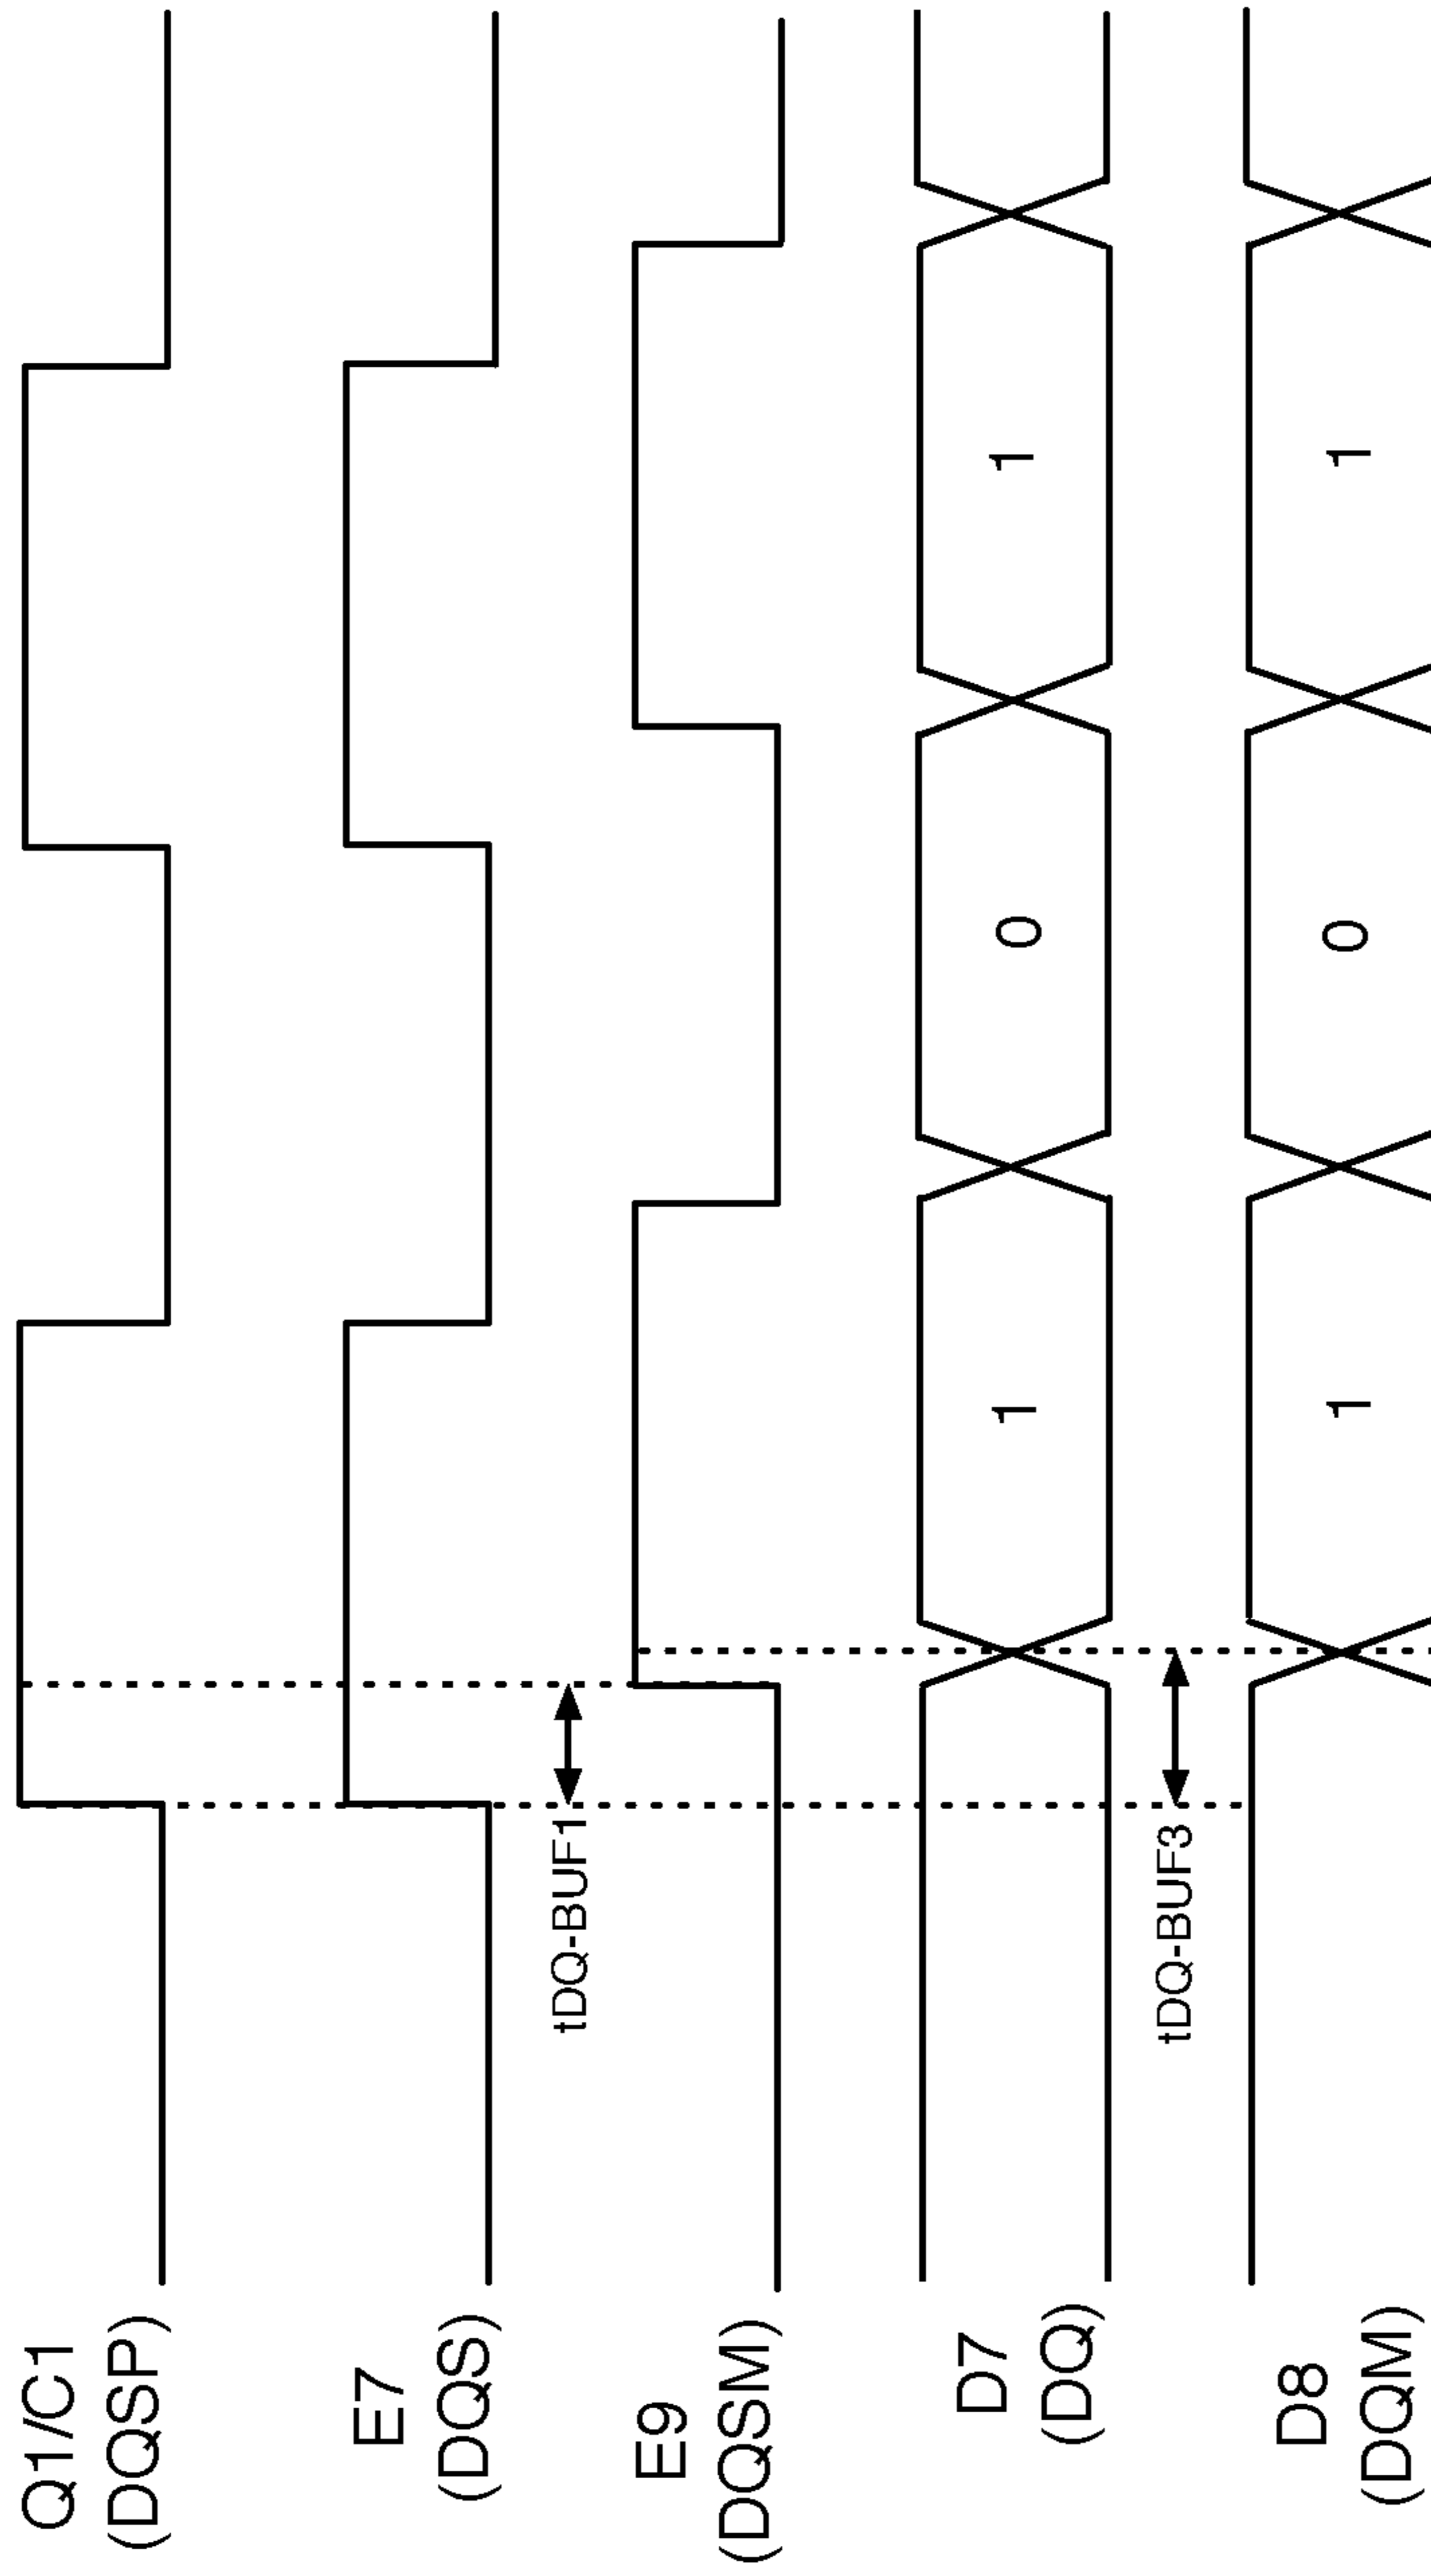 Q1/C1
(DQSP)
E7
(DQS)
tDQ-BUF1
E9
(DQSM)
D7
(DQ)
1
0
1
tDQ-BUF3
D8
(DQM)
1
0
1